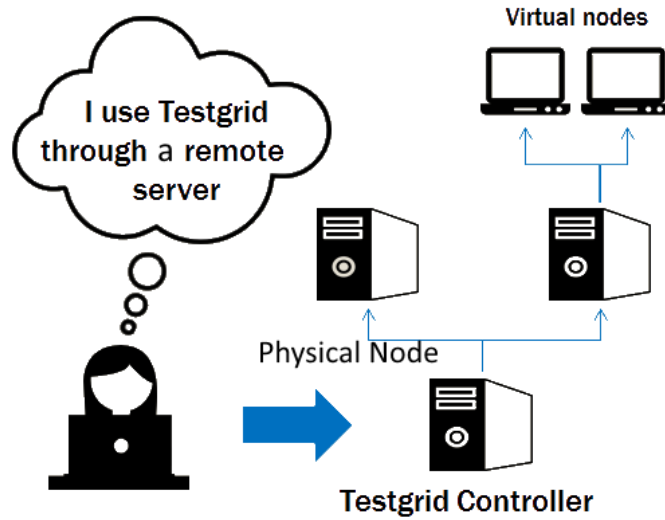 Virtual nodes
I use Testgrid
through a remote
server
Physical Node
Testgrid Controller